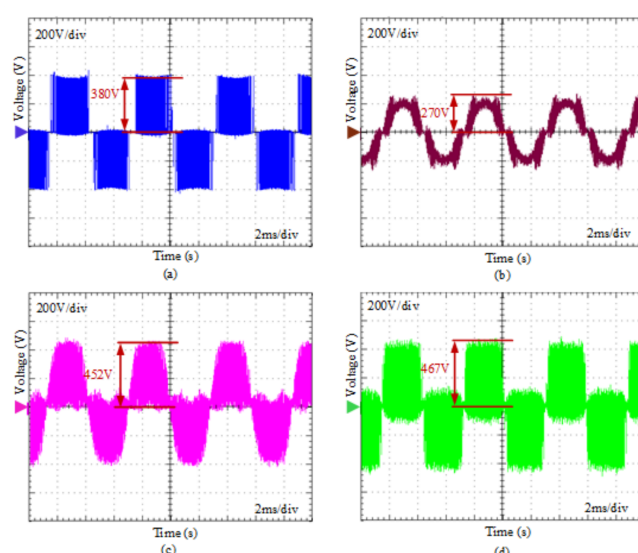 200V/div
Voltage (V)
380V
2ms/div
Time (s)
(a)
200V/div
Voltage (V)
270V
2ms/div
Time (s)
(b)
200V/div
Voltage (V)
452V
2ms/div
Time (s)
(c)
200V/div
Voltage (V)
467V
2ms/div
Time (s)
(d)